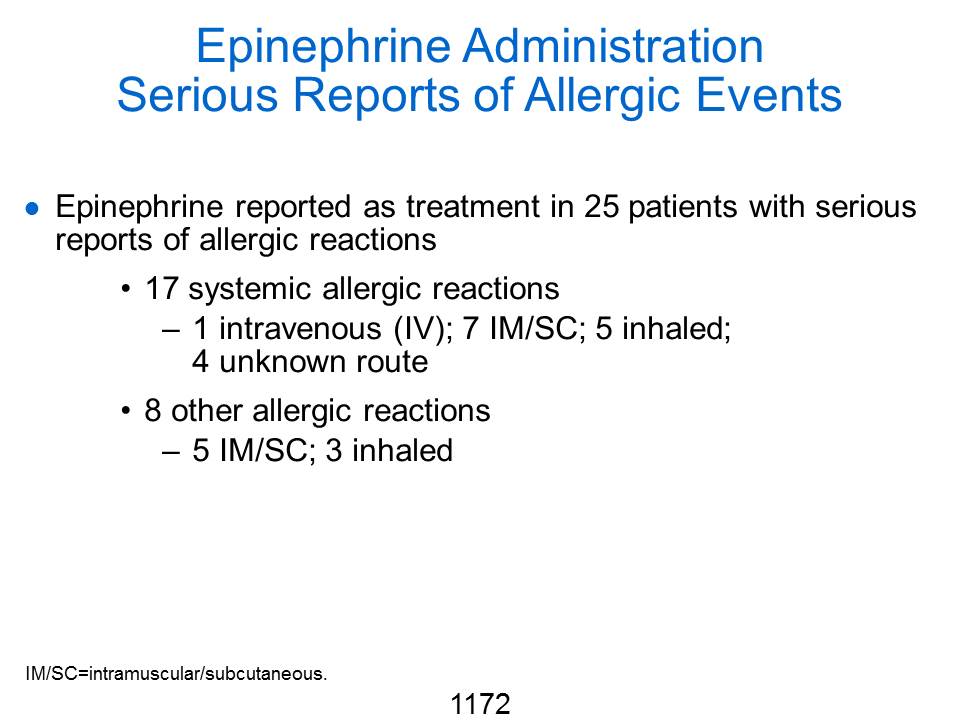 Epinephrine Administration
Serious Reports of Allergic Events
● Epinephrine reported as treatment in 25 patients with serious
reports of allergic reactions
• 17 systemic allergic reactions
– 1 intravenous (IV); 7 IM/SC; 5 inhaled;
4 unknown route
• 8 other allergic reactions
– 5 IM/SC; 3 inhaled
IM/SC=intramuscular/subcutaneous.
1172